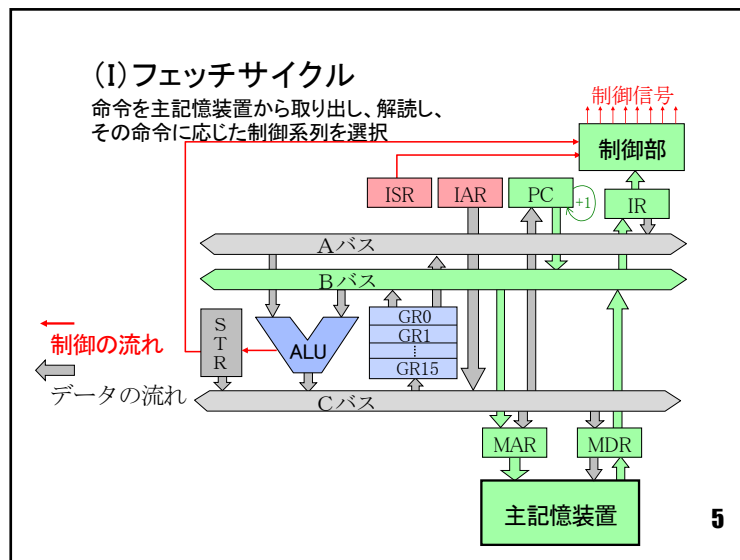 (I)フェッチサイクル
命令を主記憶装置から取り出し、解読し、
その命令に応じた制御系列を選択
制御信号
制御部
ISR
IAR
PC
+1
IR
Aバス
Bバス
STR
ALU
GR0
GR1
GR15
制御の流れ
データの流れ
Cバス
MAR
MDR
主記憶装置
5